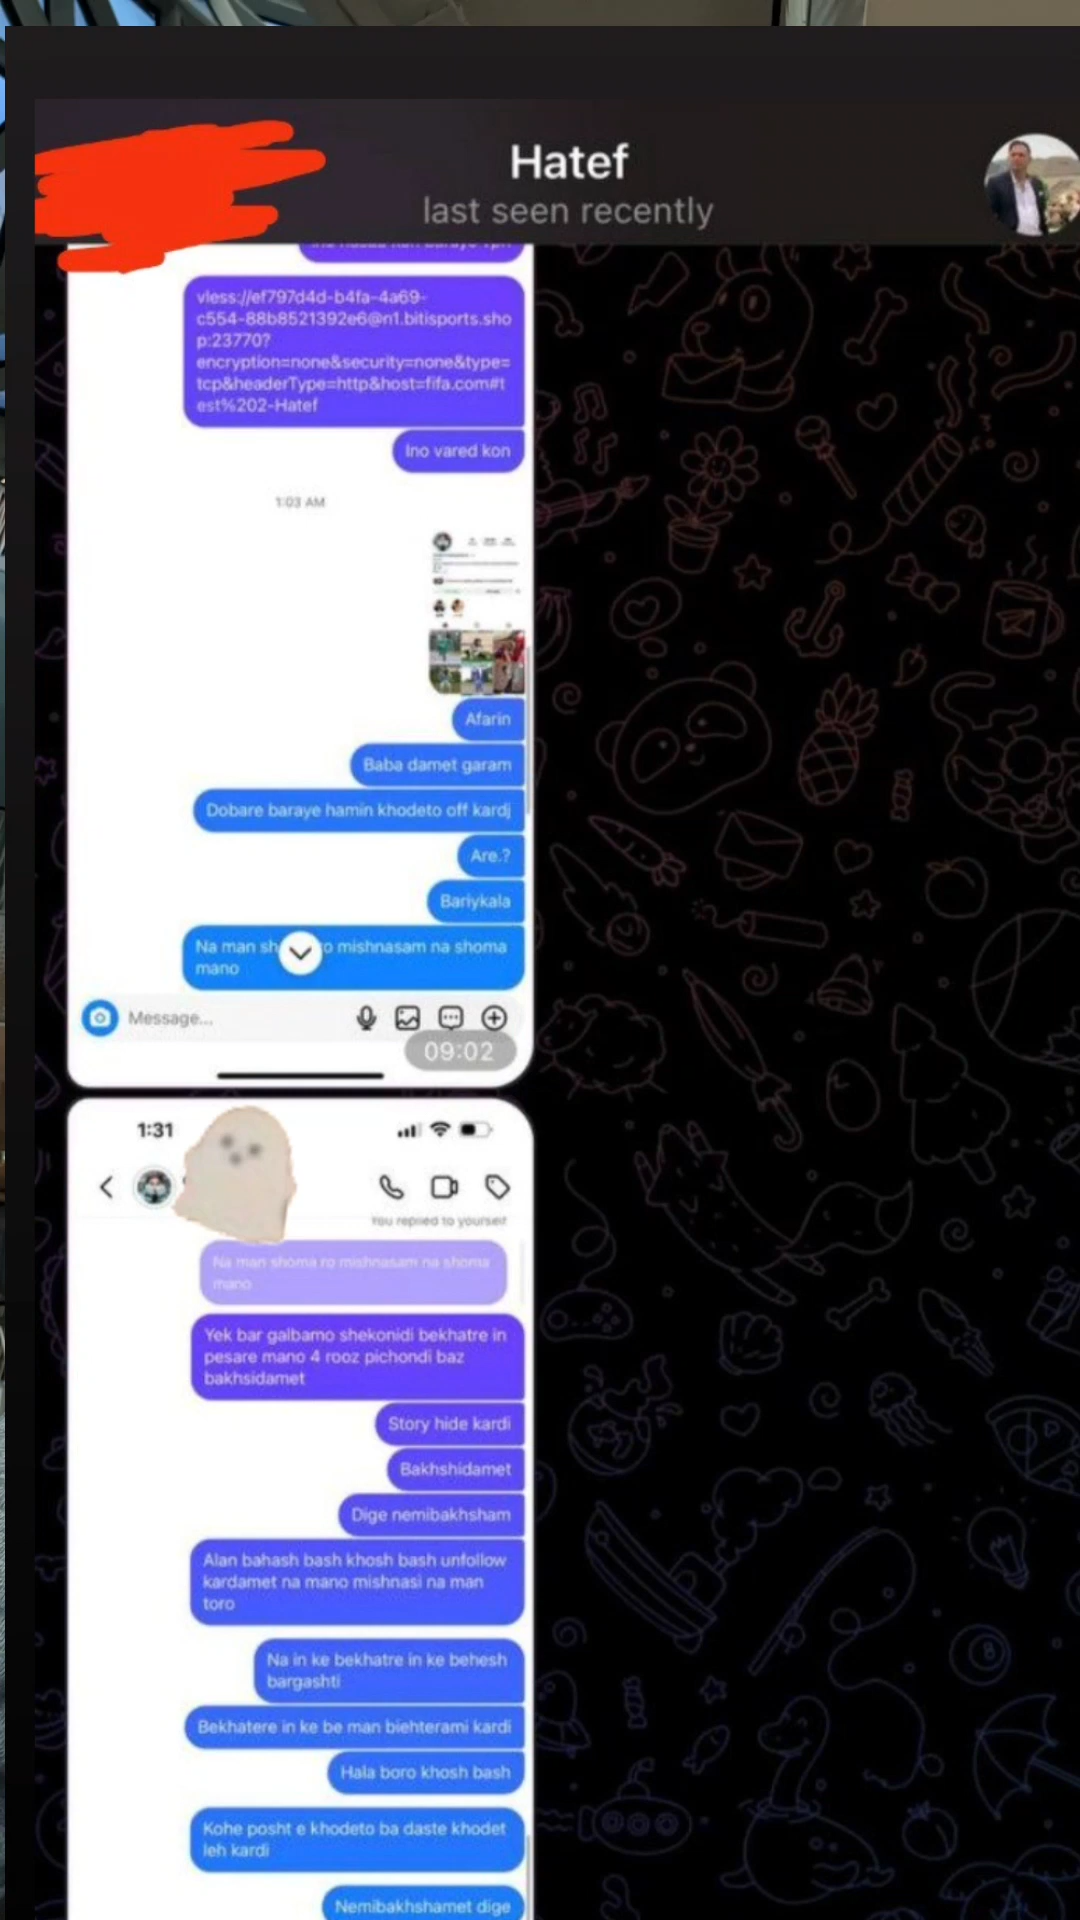 Hatef
last seen recently
vless://ef797d4d-b4fa-4a69-
c554-88b8521392e6@n1.bitisports.sho
p:23770?
encryption=none&security=none&type=
tcp&headerType=http&host=fifa.com#t
est%202-Hatef
Ino vared kon
1:03 AM
Afarin
Baba damet garam
Dobare baraye hamin khodeto off kardj
Are.?
Bariykala
Na man sh o mishnasam na shoma
mano
Message...
09:02
1:31
You replied to yourself
Na man shoma ro mishnasam na shoma
mano
Yek bar galbamo shekonidi bekhatre in
pesare mano 4 rooz pichondi baz
bakhsidamet
Story hide kardi
Bakhshidamet
Dige nemibakhsham
Alan bahash bash khosh bash unfollow
kardamet na mano mishnasi na man
toro
Na in ke bekhatre in ke behesh
bargashti
Bekhatere in ke be man biehterami kardi
Hala boro khosh bash
Kohe posht e khodeto ba daste khodet
leh kardi
Nemibakhshamet dige